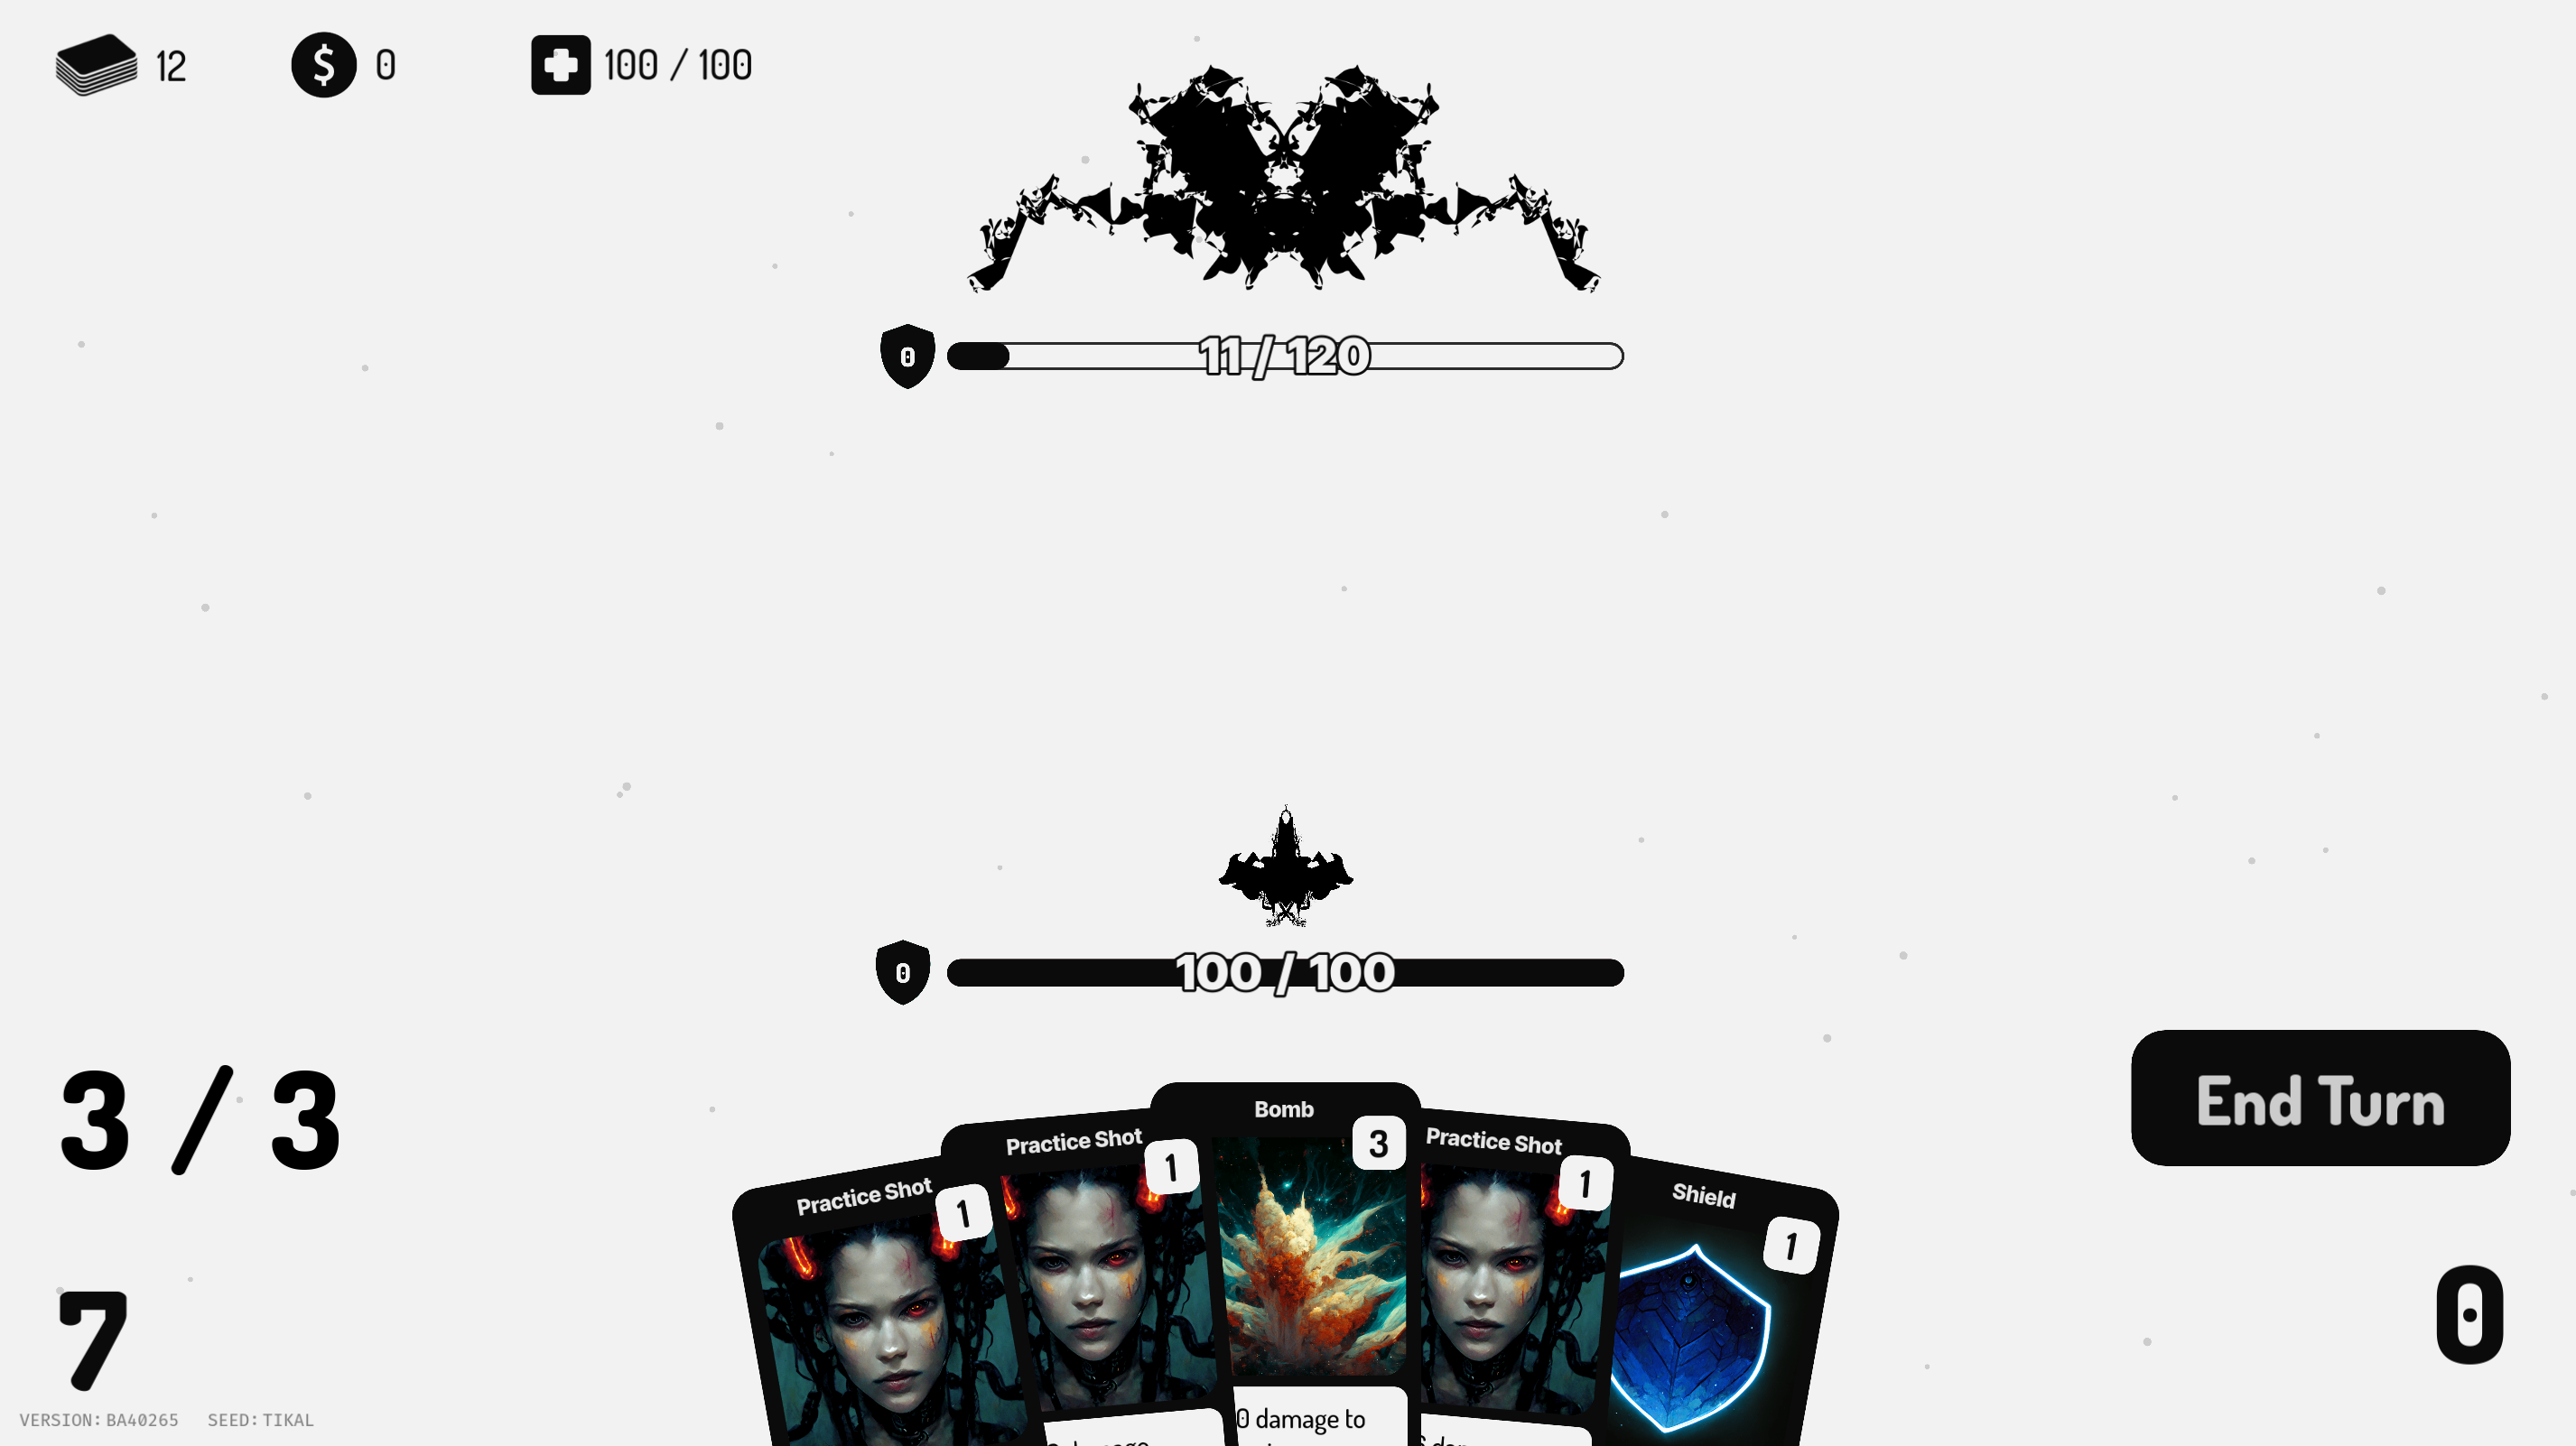 12
$ 0
100 / 100
0
11 / 120
0
100 / 100
3 / 3
End Turn
Practice Shot
1
Practice Shot
1
Bomb
3
Practice Shot
1
Shield
1
0 damage to
7
0
VERSION: BA40265 SEED: TIKAL